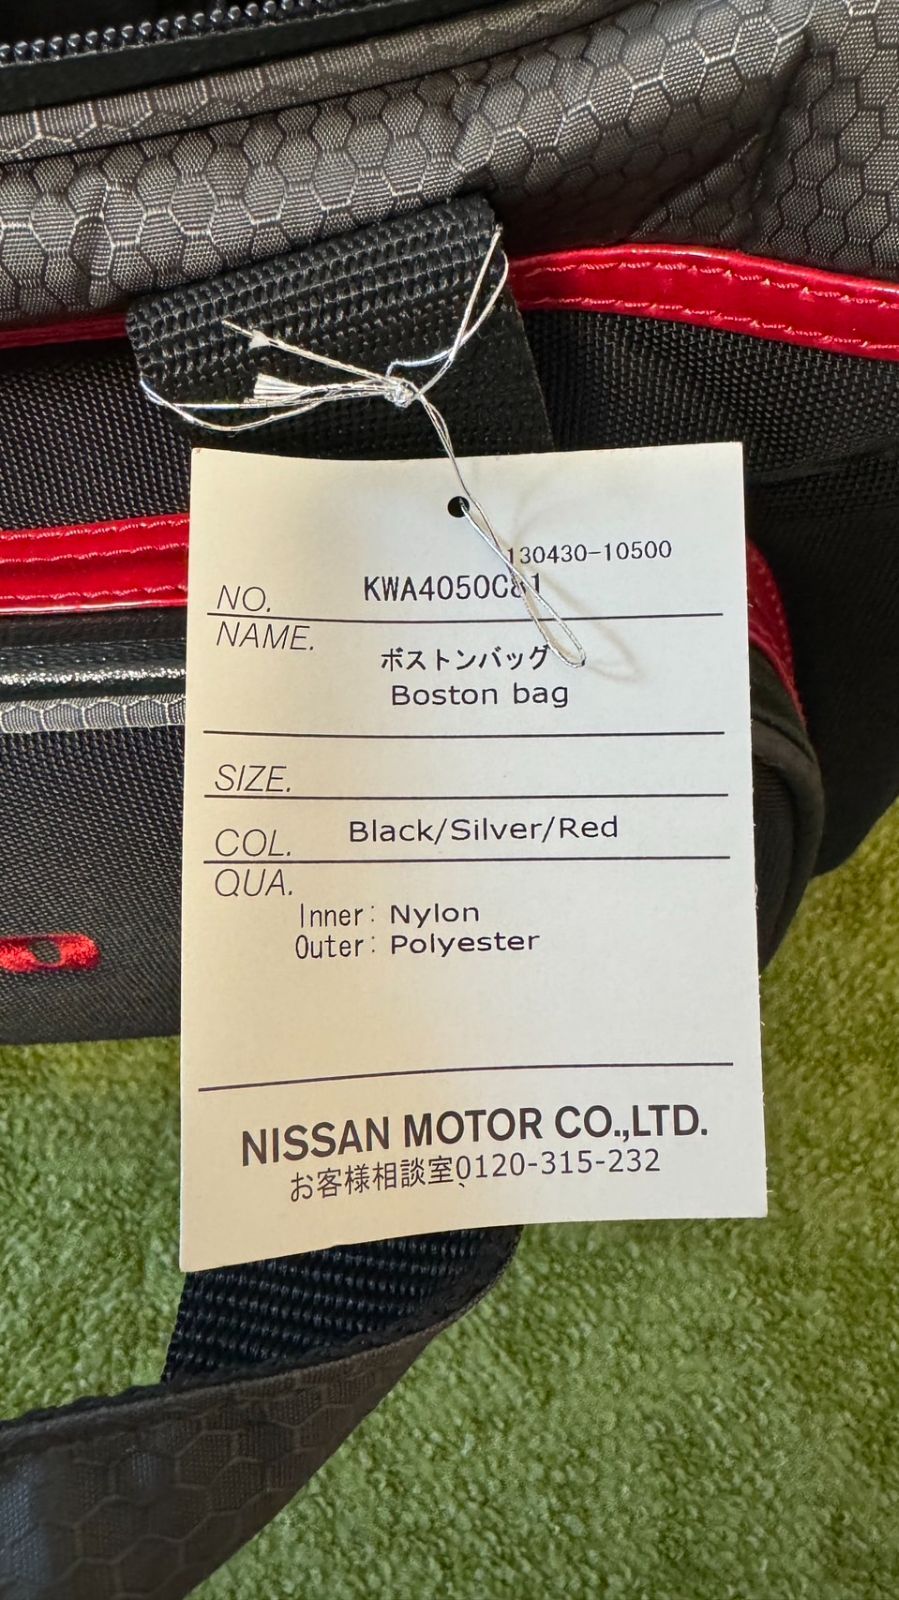 130430-10500
NO. KWA4050C81
NAME.
ボストンバッグ
Boston bag
SIZE.
COL. Black/Silver/Red
QUA.
Inner: Nylon
Outer: Polyester
NISSAN MOTOR CO.,LTD.
お客様相談室0120-315-232